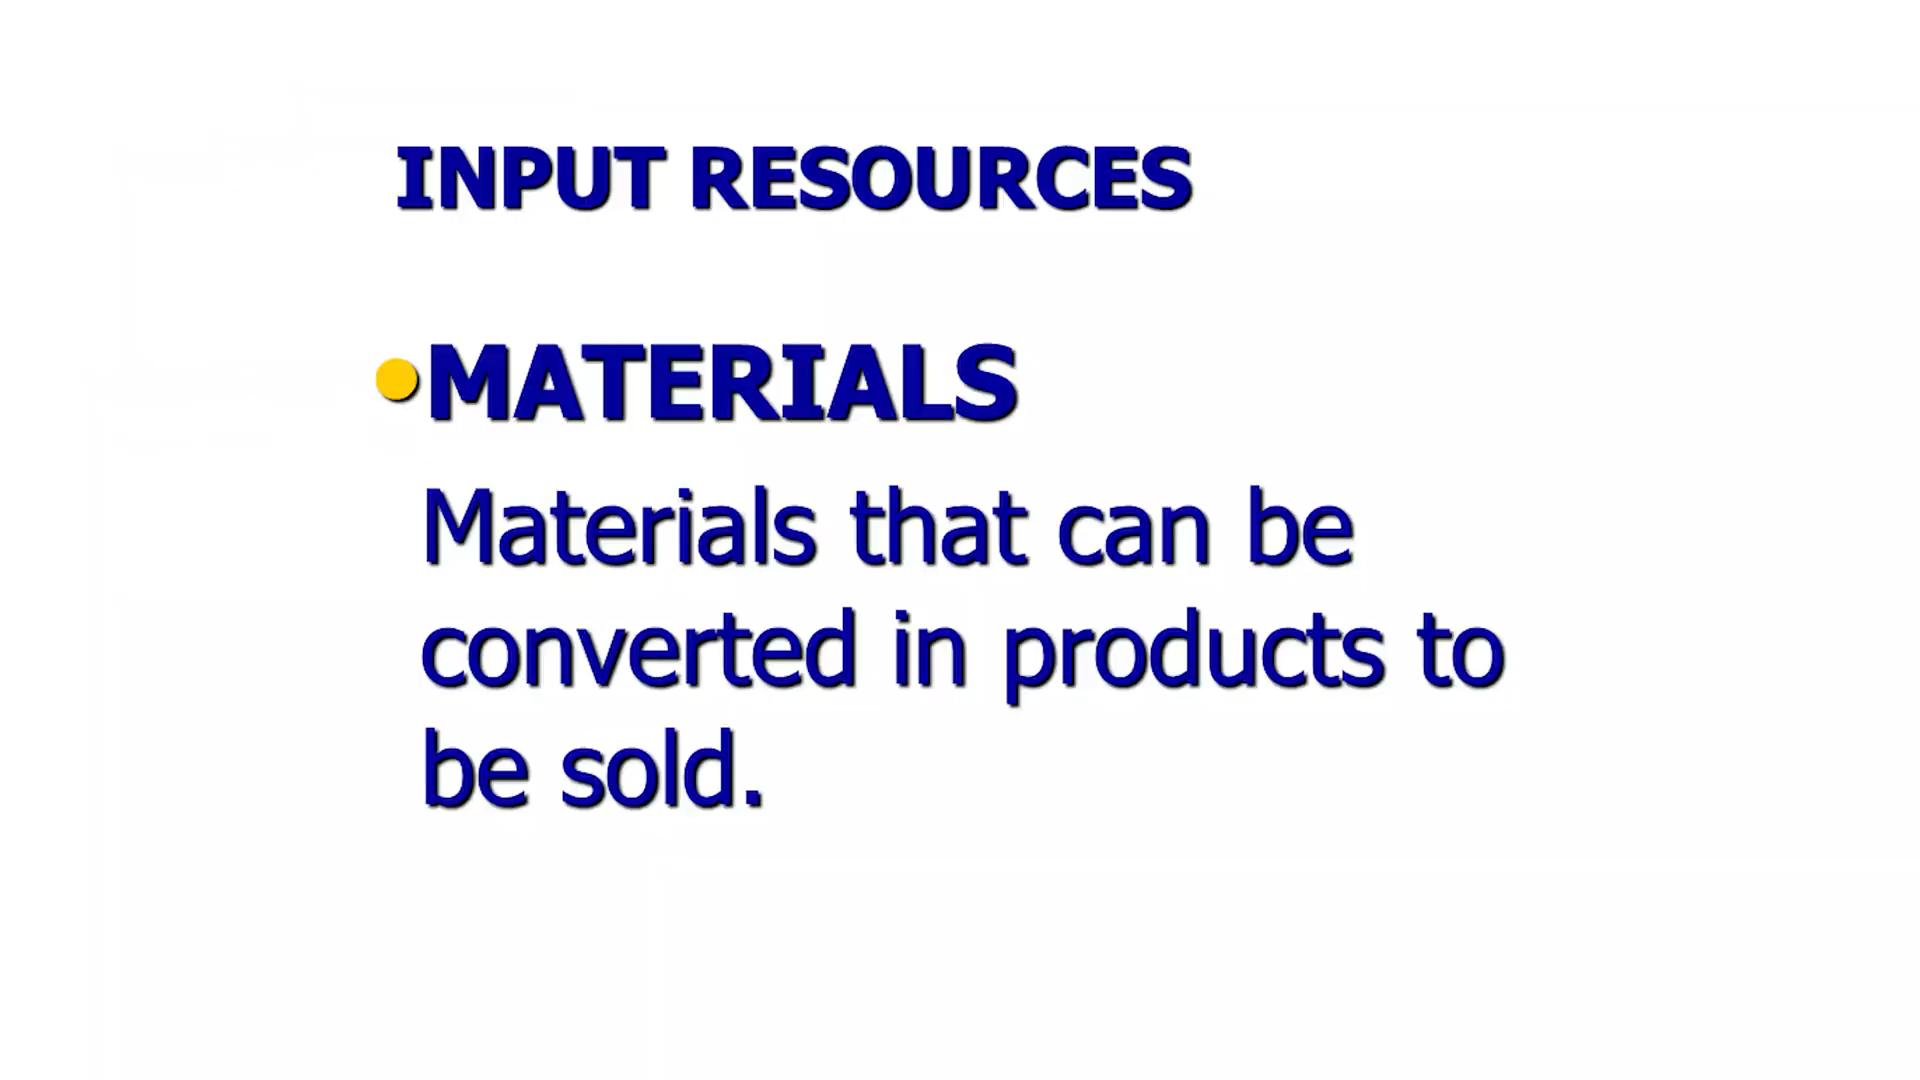 INPUT RESOURCES
•MATERIALS
Materials that can be
converted in products to
be sold.